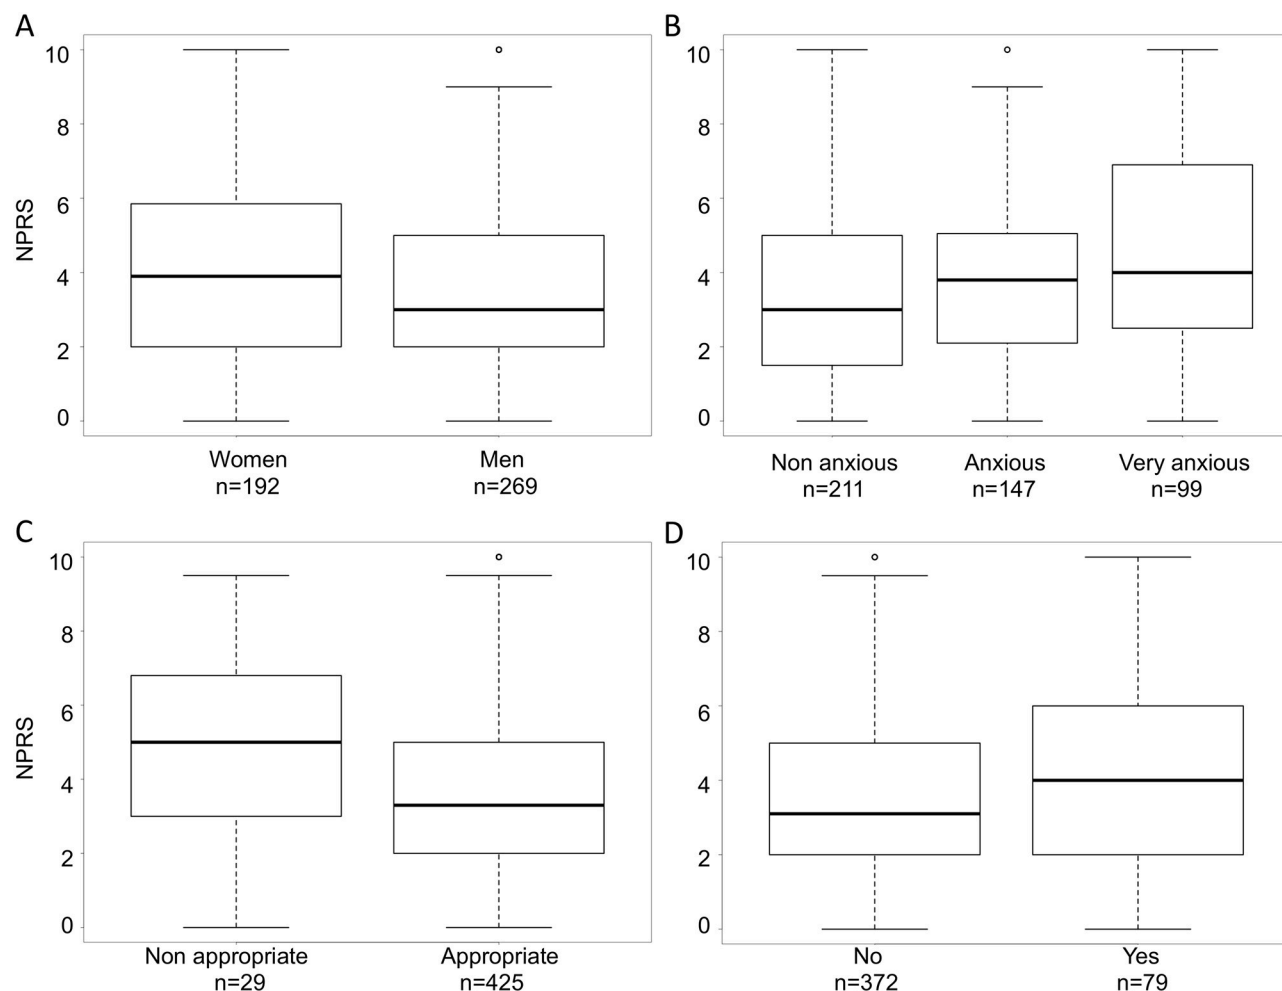 A
10
8
6
4
2
0
NPRS
Women Men
n=192 n=269
B
10
8
6
4
2
0
Non anxious Anxious Very anxious
n=211 n=147 n=99
C
10
8
6
4
2
0
NPRS
Non appropriate Appropriate
n=29 n=425
D
10
8
6
4
2
0
No Yes
n=372 n=79